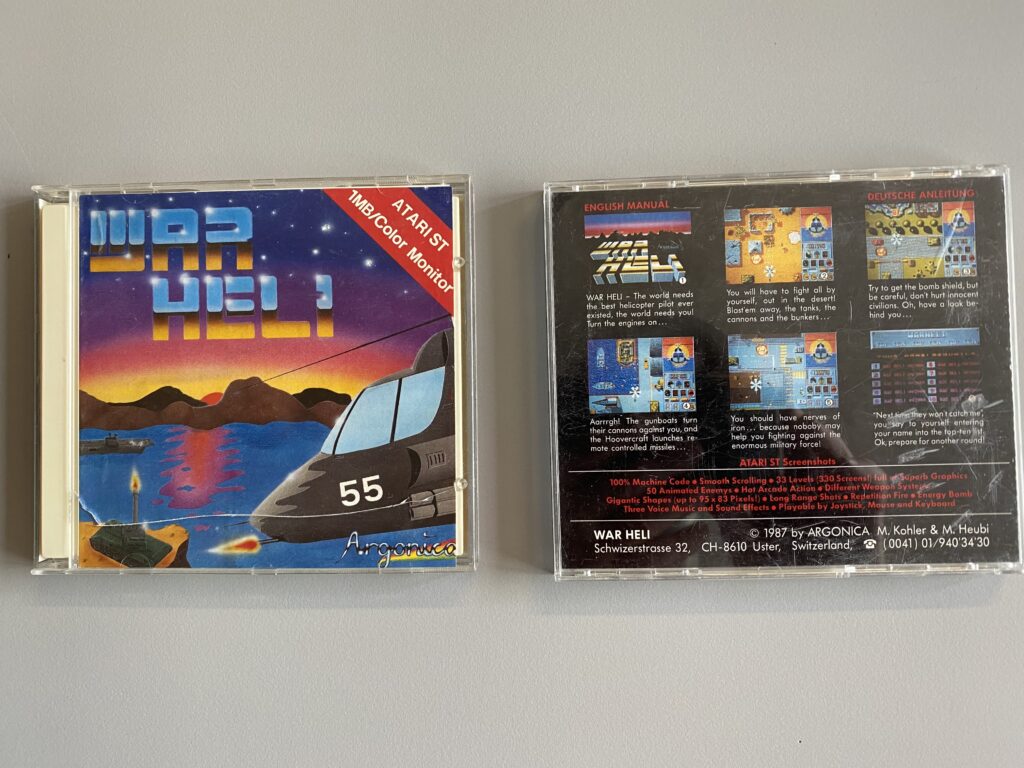 WAR
HELI
ATARI ST
1MB/Color Monitor
55
Argonica
ENGLISH MANUAL
DEUTSCHE ANLEITUNG
WAR
HELI
1
2
3
WAR HELI – The world needs
the best helicopter pilot ever
existed, the world needs you!
Turn the engines on...
You will have to fight all by
yourself, out in the desert!
Blast'em away, the tanks, the
cannons and the bunkers...
Try to get the bomb shield, but
be careful, don't hurt innocent
civilions. Oh, have a look be-
hind you...
4
5
Aarrrgh! The gunboats turn
their cannons against you, and
the Hoovercraft launches re-
mote controlled missiles...
You should have nerves of
iron... because nobaby may
help you fighting against the
enormous military force!
"Next time they won't catch me",
you say to yourself entering
your name into the top-ten list.
Ok, prepare for another round!
ATARI ST Screenshots
100% Machine Code • Smooth Scrolling • 33 Levels (330 Screens) full of Superb Graphics
50 Animated Enemys • Hot Arcade Action • Different Weapon Systems
Gigantic Shapes (up to 95 x 83 Pixels!) • Long Range Shots • Repetition Fire • Energy Bomb
Three Voice Music and Sound Effects • Playable by Joystick, Mouse and Keyboard
WAR HELI © 1987 by ARGONICA M. Kohler & M. Heubi
Schwizerstrasse 32, CH-8610 Uster, Switzerland, ☎ (0041) 01/940'34'30